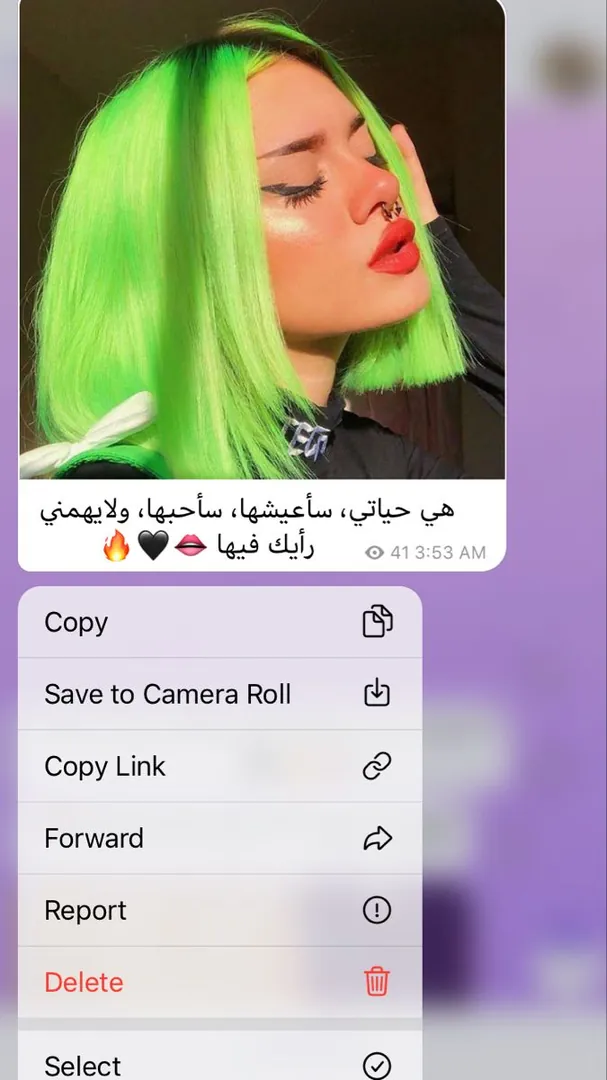 هي حياتي، سأعيشها، سأحبها، ولايهمني
رأيك فيها 👄🖤🔥
41 3:53 AM
Copy
Save to Camera Roll
Copy Link
Forward
Report
Delete
Select